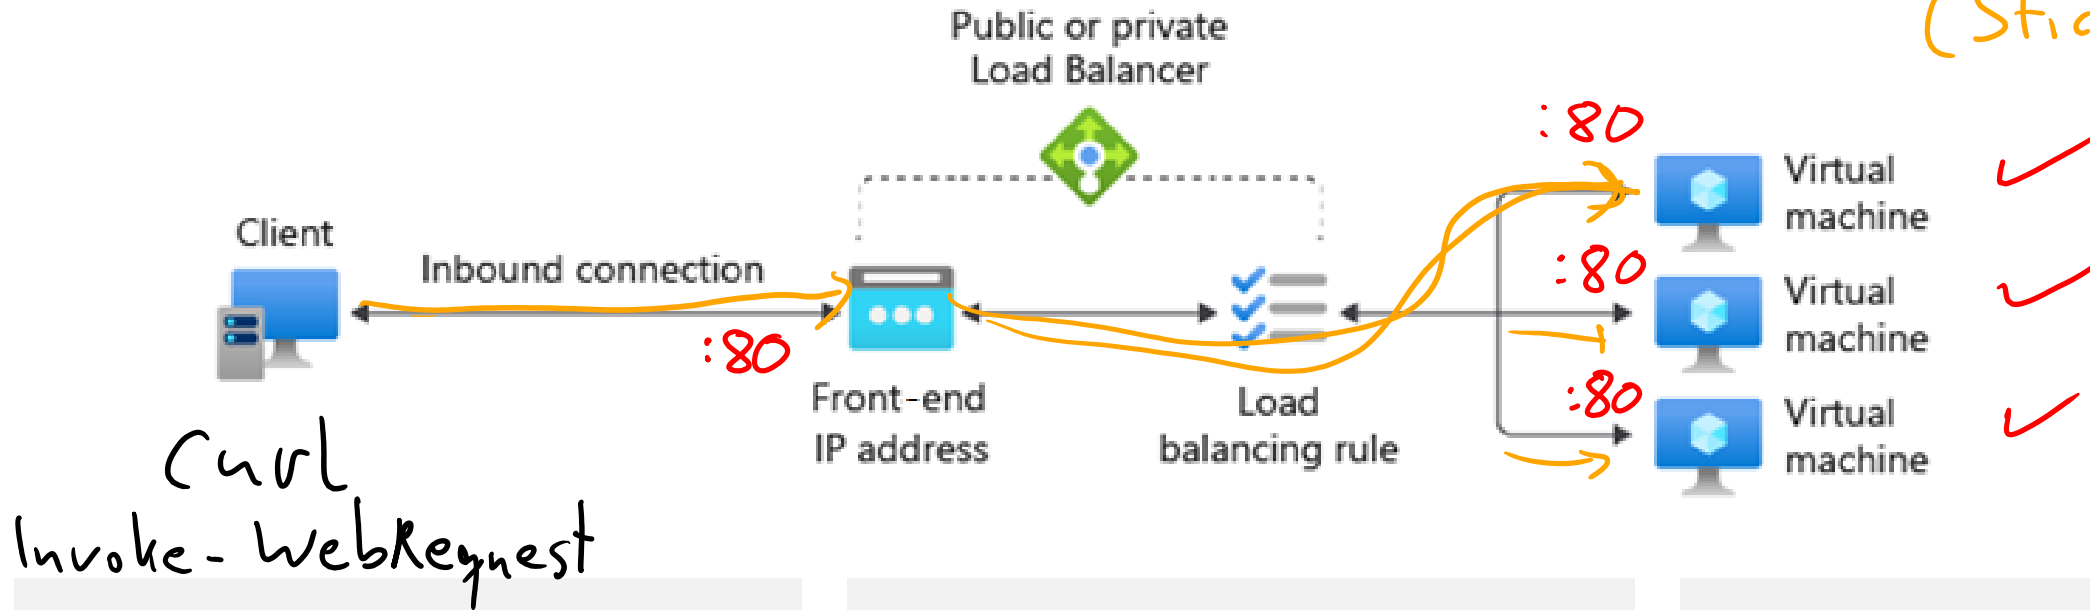 Public or private
Load Balancer
:80
Virtual
machine
Client
Inbound connection
:80
Virtual
machine
:80
:80
Virtual
machine
Front-end
IP address
Load
balancing rule
Curl
Invoke-WebRequest